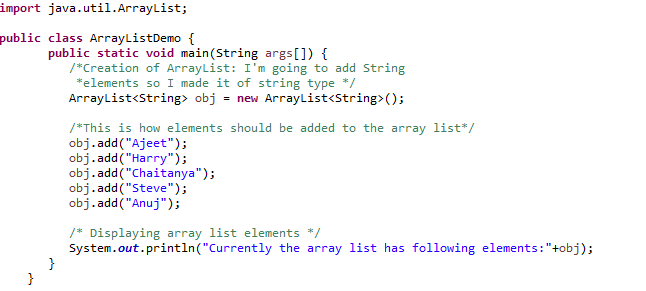 import java.util.ArrayList;
public class ArrayListDemo {
public static void main(String args[]) {
/*Creation of ArrayList: I'm going to add String
*elements so I made it of string type */
ArrayList<String> obj = new ArrayList<String>();
/*This is how elements should be added to the array list*/
obj.add("Ajeet");
obj.add("Harry");
obj.add("Chaitanya");
obj.add("Steve");
obj.add("Anuj");
/* Displaying array list elements */
System.out.println("Currently the array list has following elements:"+obj);
}
}